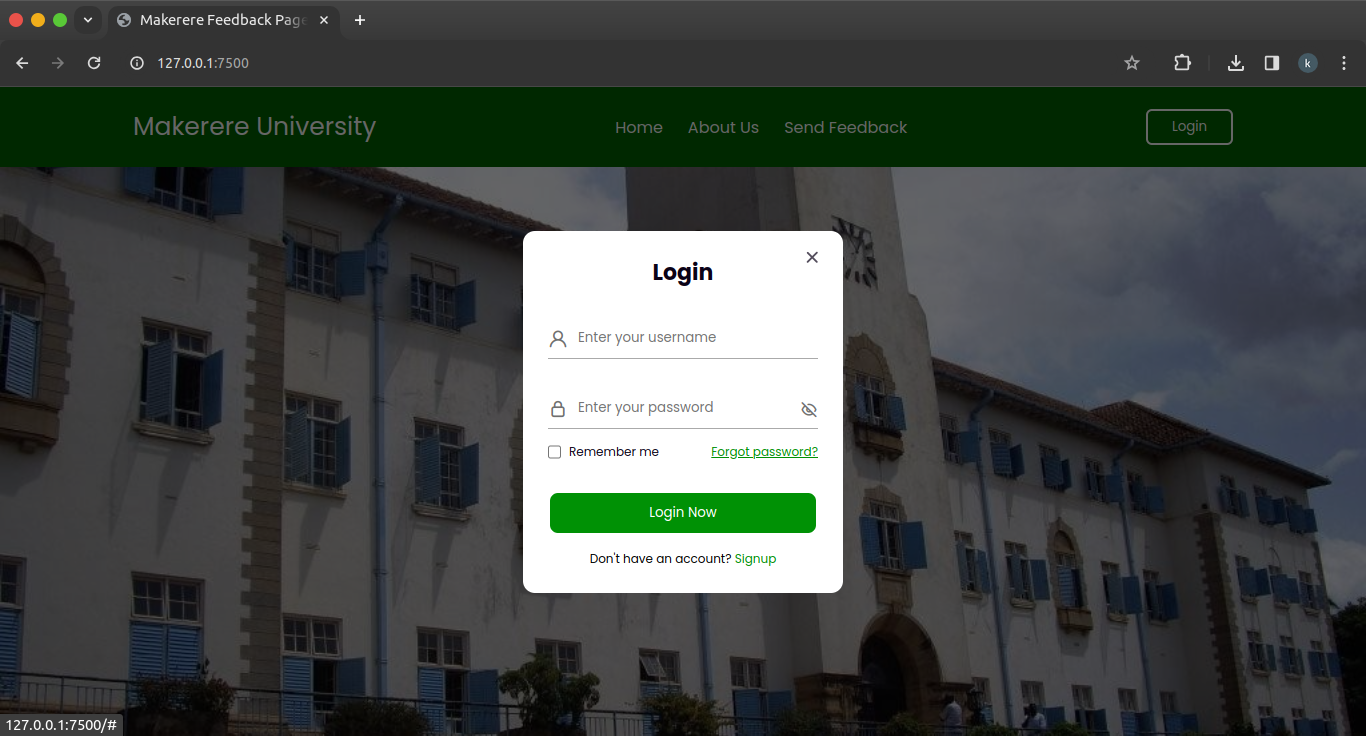 Makerere Feedback Page
127.0.0.1:7500
k
Makerere University
Home About Us Send Feedback
Login
Login
Enter your username
Enter your password
Remember me Forgot password?
Login Now
Don't have an account? Signup
127.0.0.1:7500/#